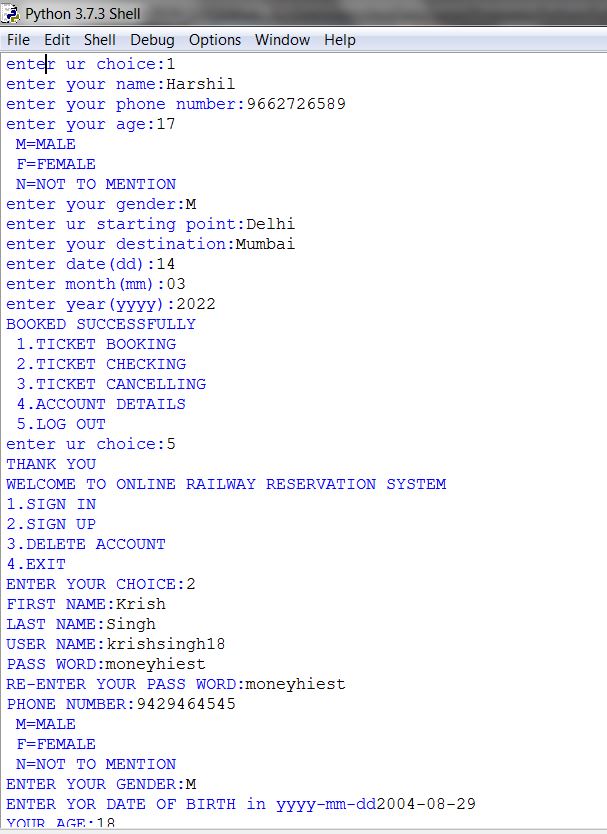 Python 3.7.3 Shell
File Edit Shell Debug Options Window Help
enter ur choice:1
enter your name:Harshil
enter your phone number:9662726589
enter your age:17
M=MALE
F=FEMALE
N=NOT TO MENTION
enter your gender:M
enter ur starting point:Delhi
enter your destination:Mumbai
enter date(dd):14
enter month(mm):03
enter year(yyyy):2022
BOOKED SUCCESSFULLY
1.TICKET BOOKING
2.TICKET CHECKING
3.TICKET CANCELLING
4.ACCOUNT DETAILS
5.LOG OUT
enter ur choice:5
THANK YOU
WELCOME TO ONLINE RAILWAY RESERVATION SYSTEM
1.SIGN IN
2.SIGN UP
3.DELETE ACCOUNT
4.EXIT
ENTER YOUR CHOICE:2
FIRST NAME:Krish
LAST NAME:Singh
USER NAME:krishsingh18
PASS WORD:moneyhiest
RE-ENTER YOUR PASS WORD:moneyhiest
PHONE NUMBER:9429464545
M=MALE
F=FEMALE
N=NOT TO MENTION
ENTER YOUR GENDER:M
ENTER YOR DATE OF BIRTH in yyyy-mm-dd2004-08-29
YOUR AGE:18